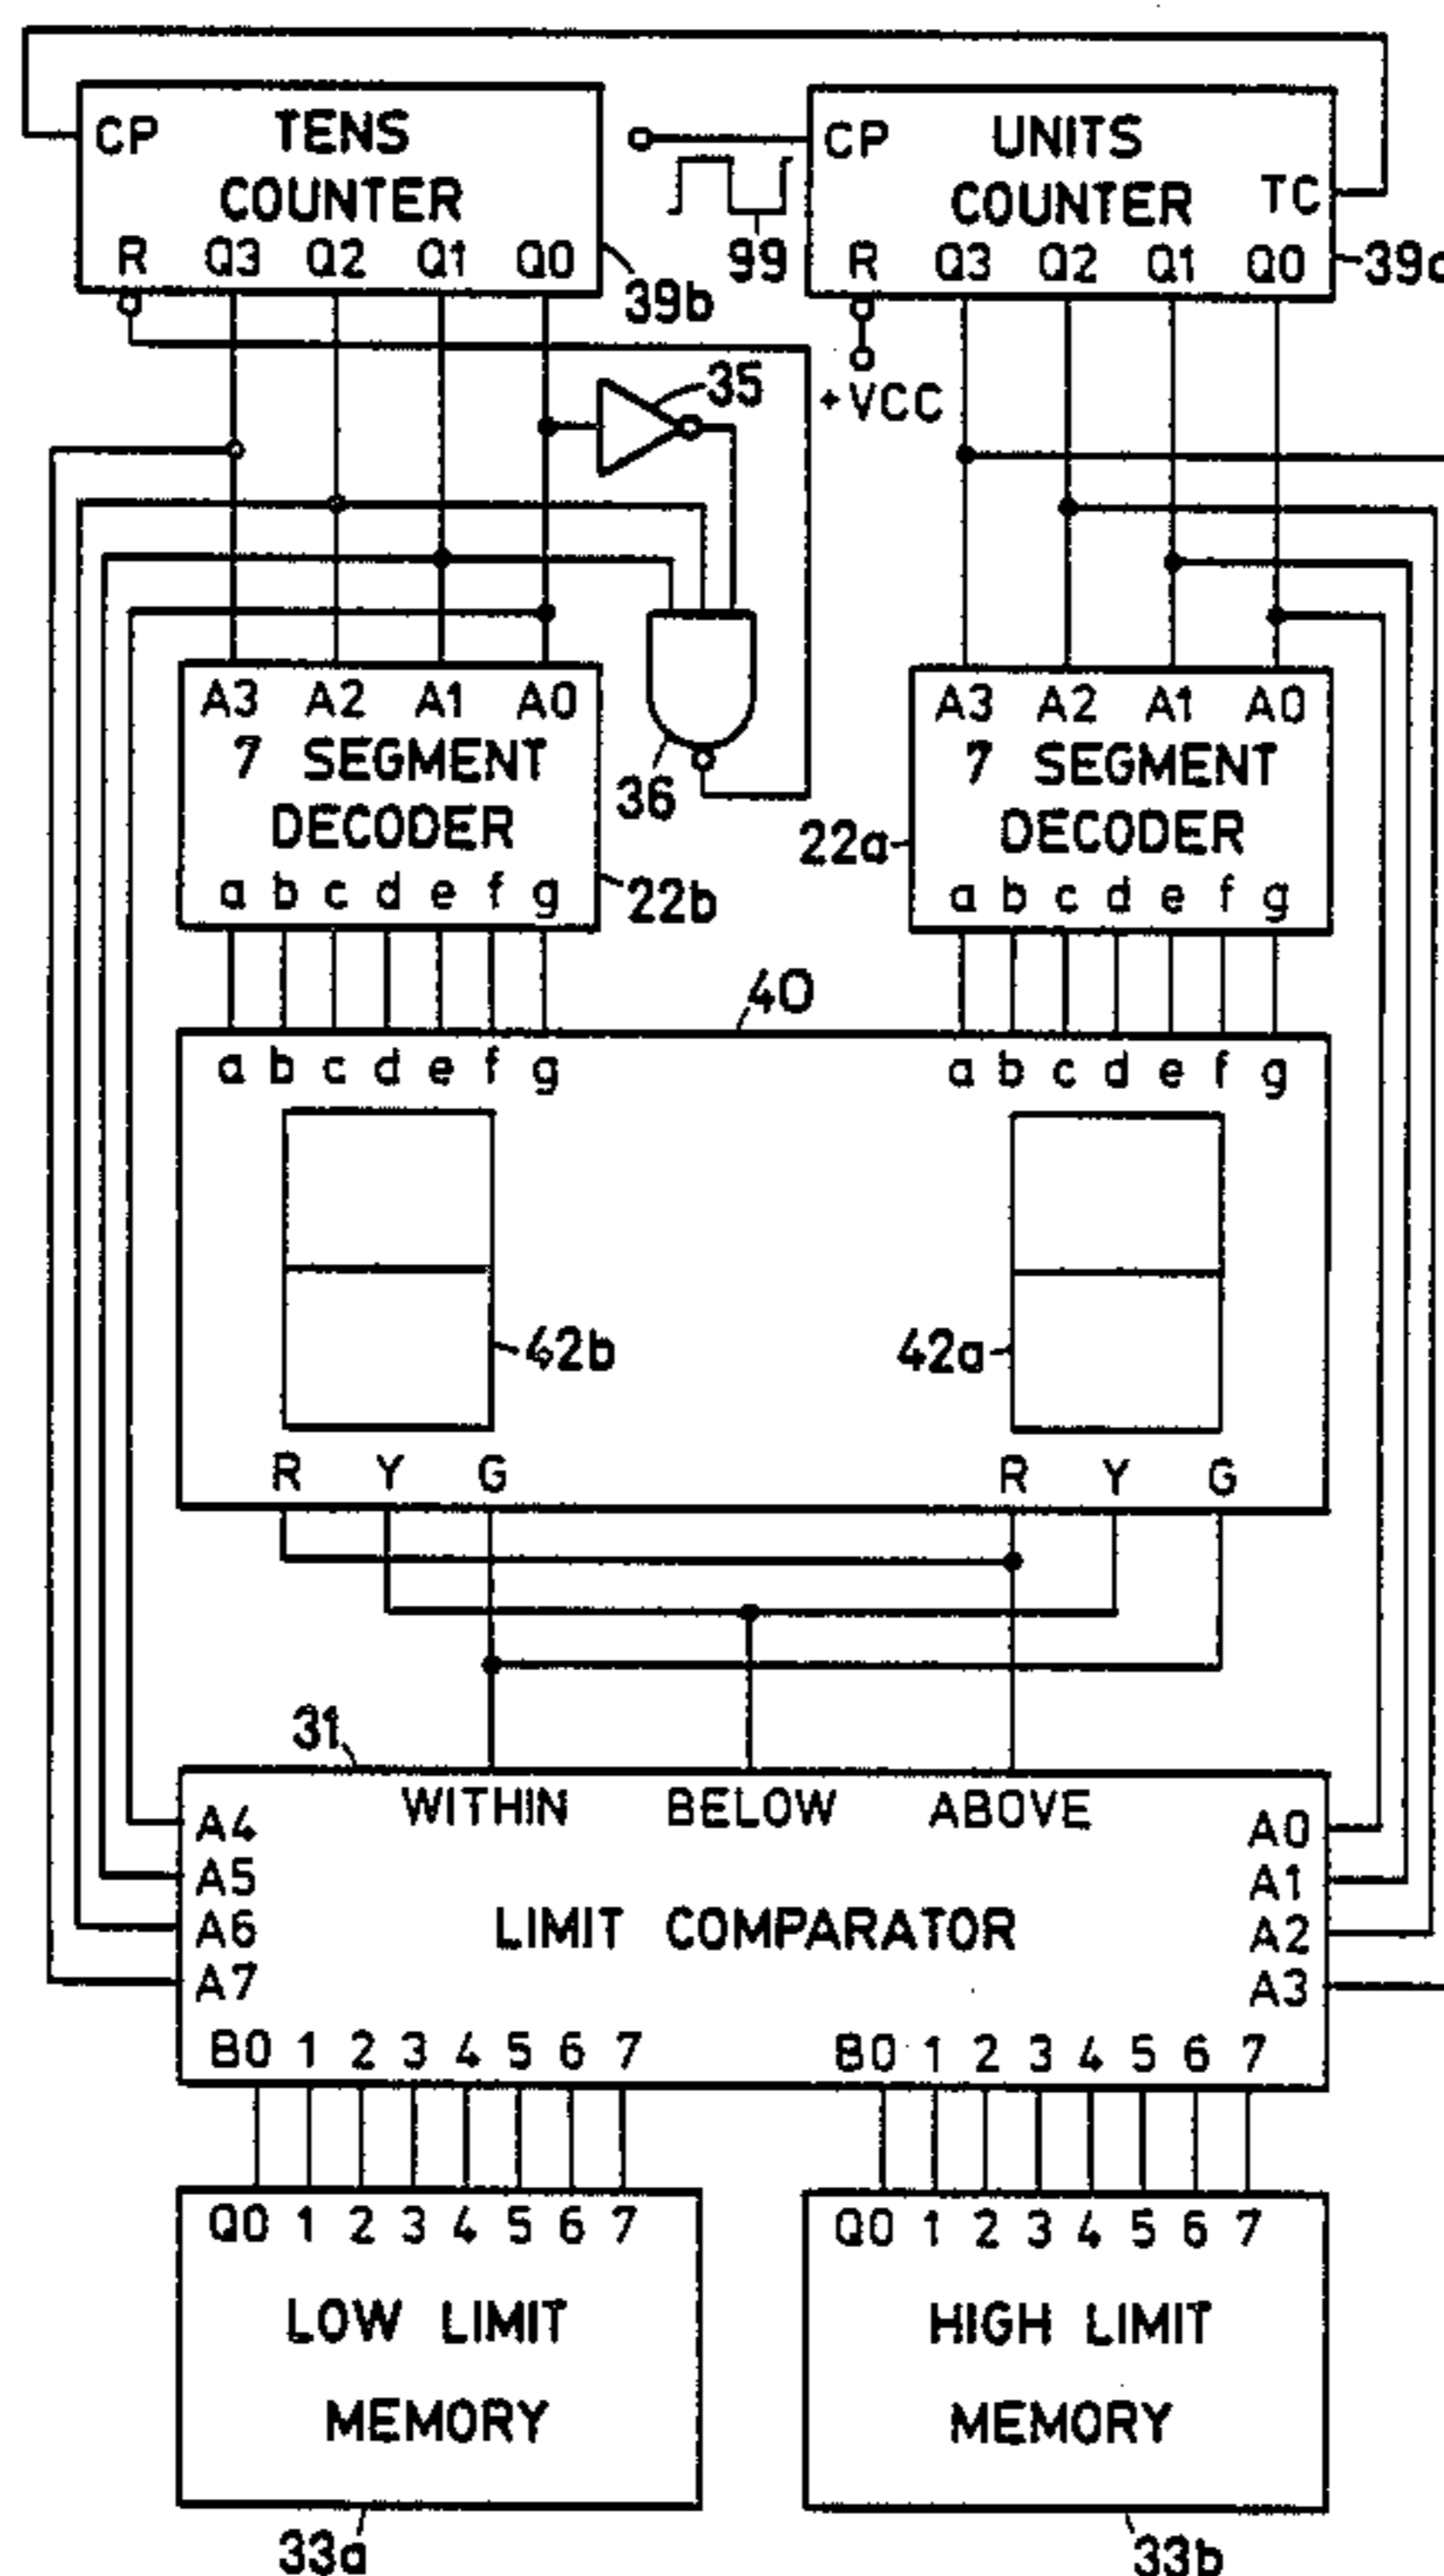 CP TENS COUNTER
R Q3 Q2 Q1 Q0
39b
99
CP UNITS COUNTER TC
R Q3 Q2 Q1 Q0
+VCC
35
36
A3 A2 A1 A0
7 SEGMENT
DECODER
a b c d e f g
22b
A3 A2 A1 A0
7 SEGMENT
DECODER
a b c d e f g
22a
40
a b c d e f g
a b c d e f g
42b
42a
R Y G
R Y G
31
WITHIN BELOW ABOVE
A4
A5
A6
A7
LIMIT COMPARATOR
A0
A1
A2
A3
B0 1 2 3 4 5 6 7
B0 1 2 3 4 5 6 7
Q0 1 2 3 4 5 6 7
LOW LIMIT
MEMORY
33a
Q0 1 2 3 4 5 6 7
HIGH LIMIT
MEMORY
33b